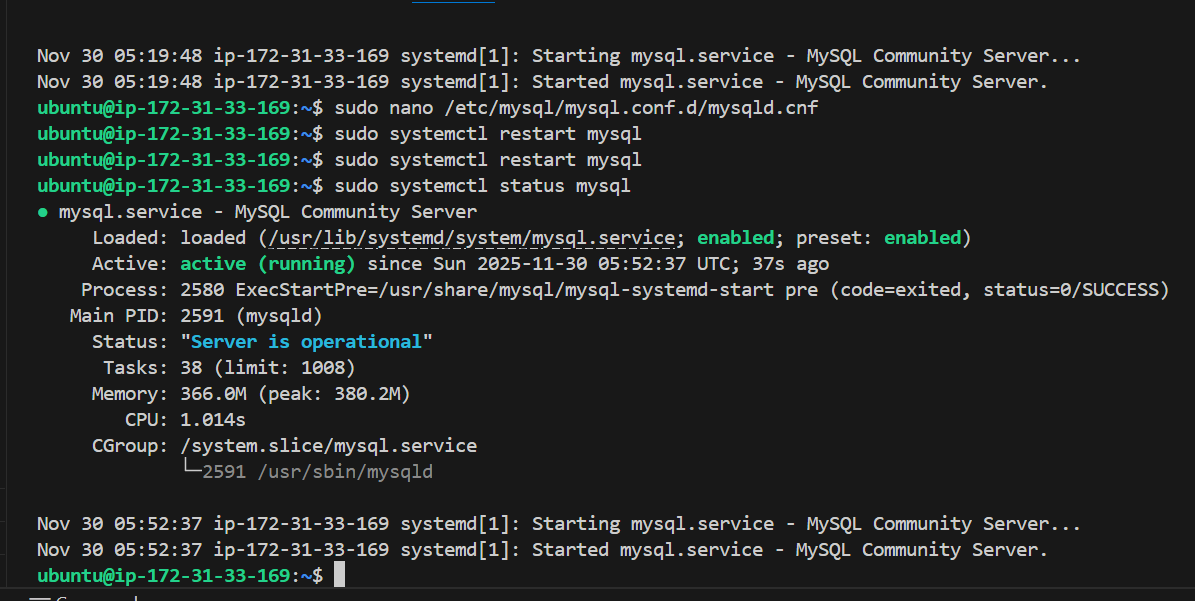 Nov 30 05:19:48 ip-172-31-33-169 systemd[1]: Starting mysql.service - MySQL Community Server...
Nov 30 05:19:48 ip-172-31-33-169 systemd[1]: Started mysql.service - MySQL Community Server.
ubuntu@ip-172-31-33-169:~$ sudo nano /etc/mysql/mysql.conf.d/mysqld.cnf
ubuntu@ip-172-31-33-169:~$ sudo systemctl restart mysql
ubuntu@ip-172-31-33-169:~$ sudo systemctl restart mysql
ubuntu@ip-172-31-33-169:~$ sudo systemctl status mysql
● mysql.service - MySQL Community Server
     Loaded: loaded (/usr/lib/systemd/system/mysql.service; enabled; preset: enabled)
     Active: active (running) since Sun 2025-11-30 05:52:37 UTC; 37s ago
    Process: 2580 ExecStartPre=/usr/share/mysql/mysql-systemd-start pre (code=exited, status=0/SUCCESS)
   Main PID: 2591 (mysqld)
     Status: "Server is operational"
      Tasks: 38 (limit: 1008)
     Memory: 366.0M (peak: 380.2M)
        CPU: 1.014s
     CGroup: /system.slice/mysql.service
             └─2591 /usr/sbin/mysqld
Nov 30 05:52:37 ip-172-31-33-169 systemd[1]: Starting mysql.service - MySQL Community Server...
Nov 30 05:52:37 ip-172-31-33-169 systemd[1]: Started mysql.service - MySQL Community Server.
ubuntu@ip-172-31-33-169:~$